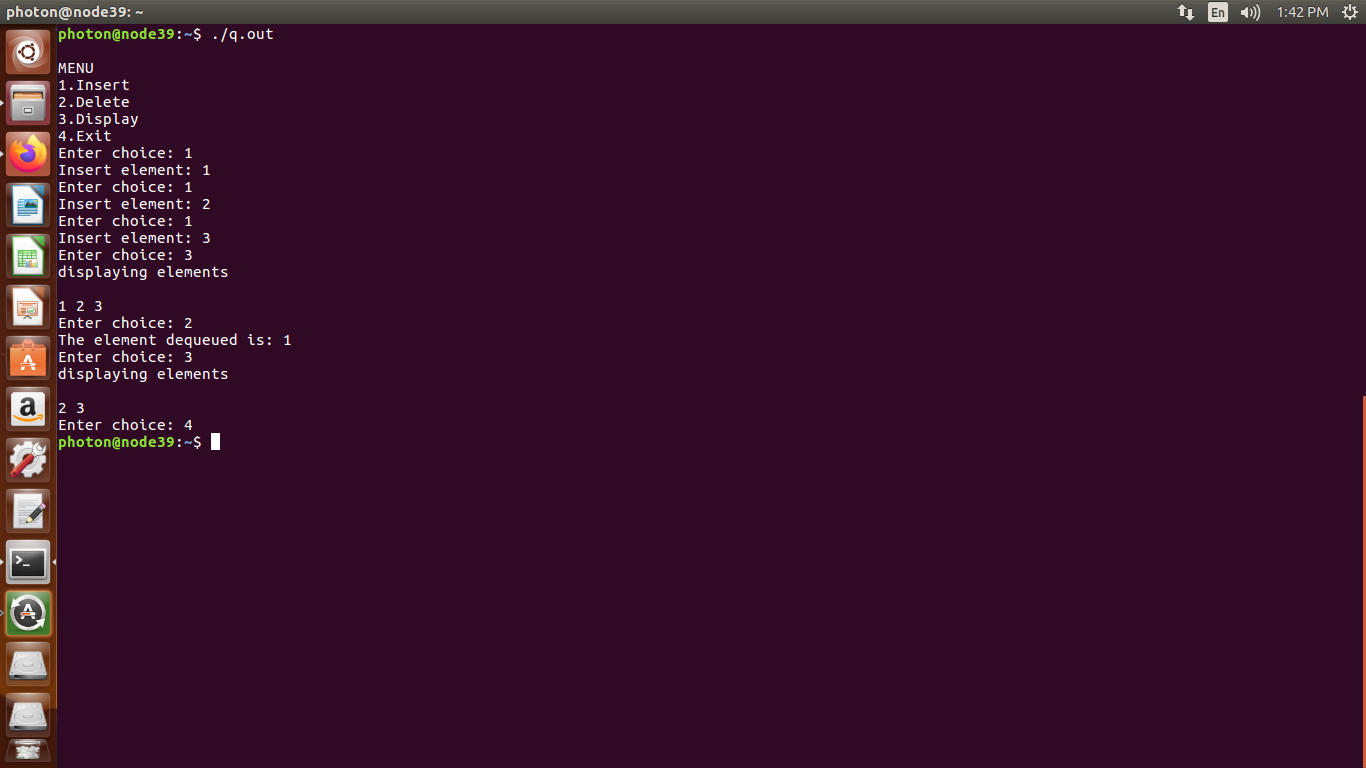 photon@node39: ~
En
1:42 PM
photon@node39:~$ ./q.out

MENU
1.Insert
2.Delete
3.Display
4.Exit
Enter choice: 1
Insert element: 1
Enter choice: 1
Insert element: 2
Enter choice: 1
Insert element: 3
Enter choice: 3
displaying elements

1 2 3
Enter choice: 2
The element dequeued is: 1
Enter choice: 3
displaying elements

2 3
Enter choice: 4
photon@node39:~$